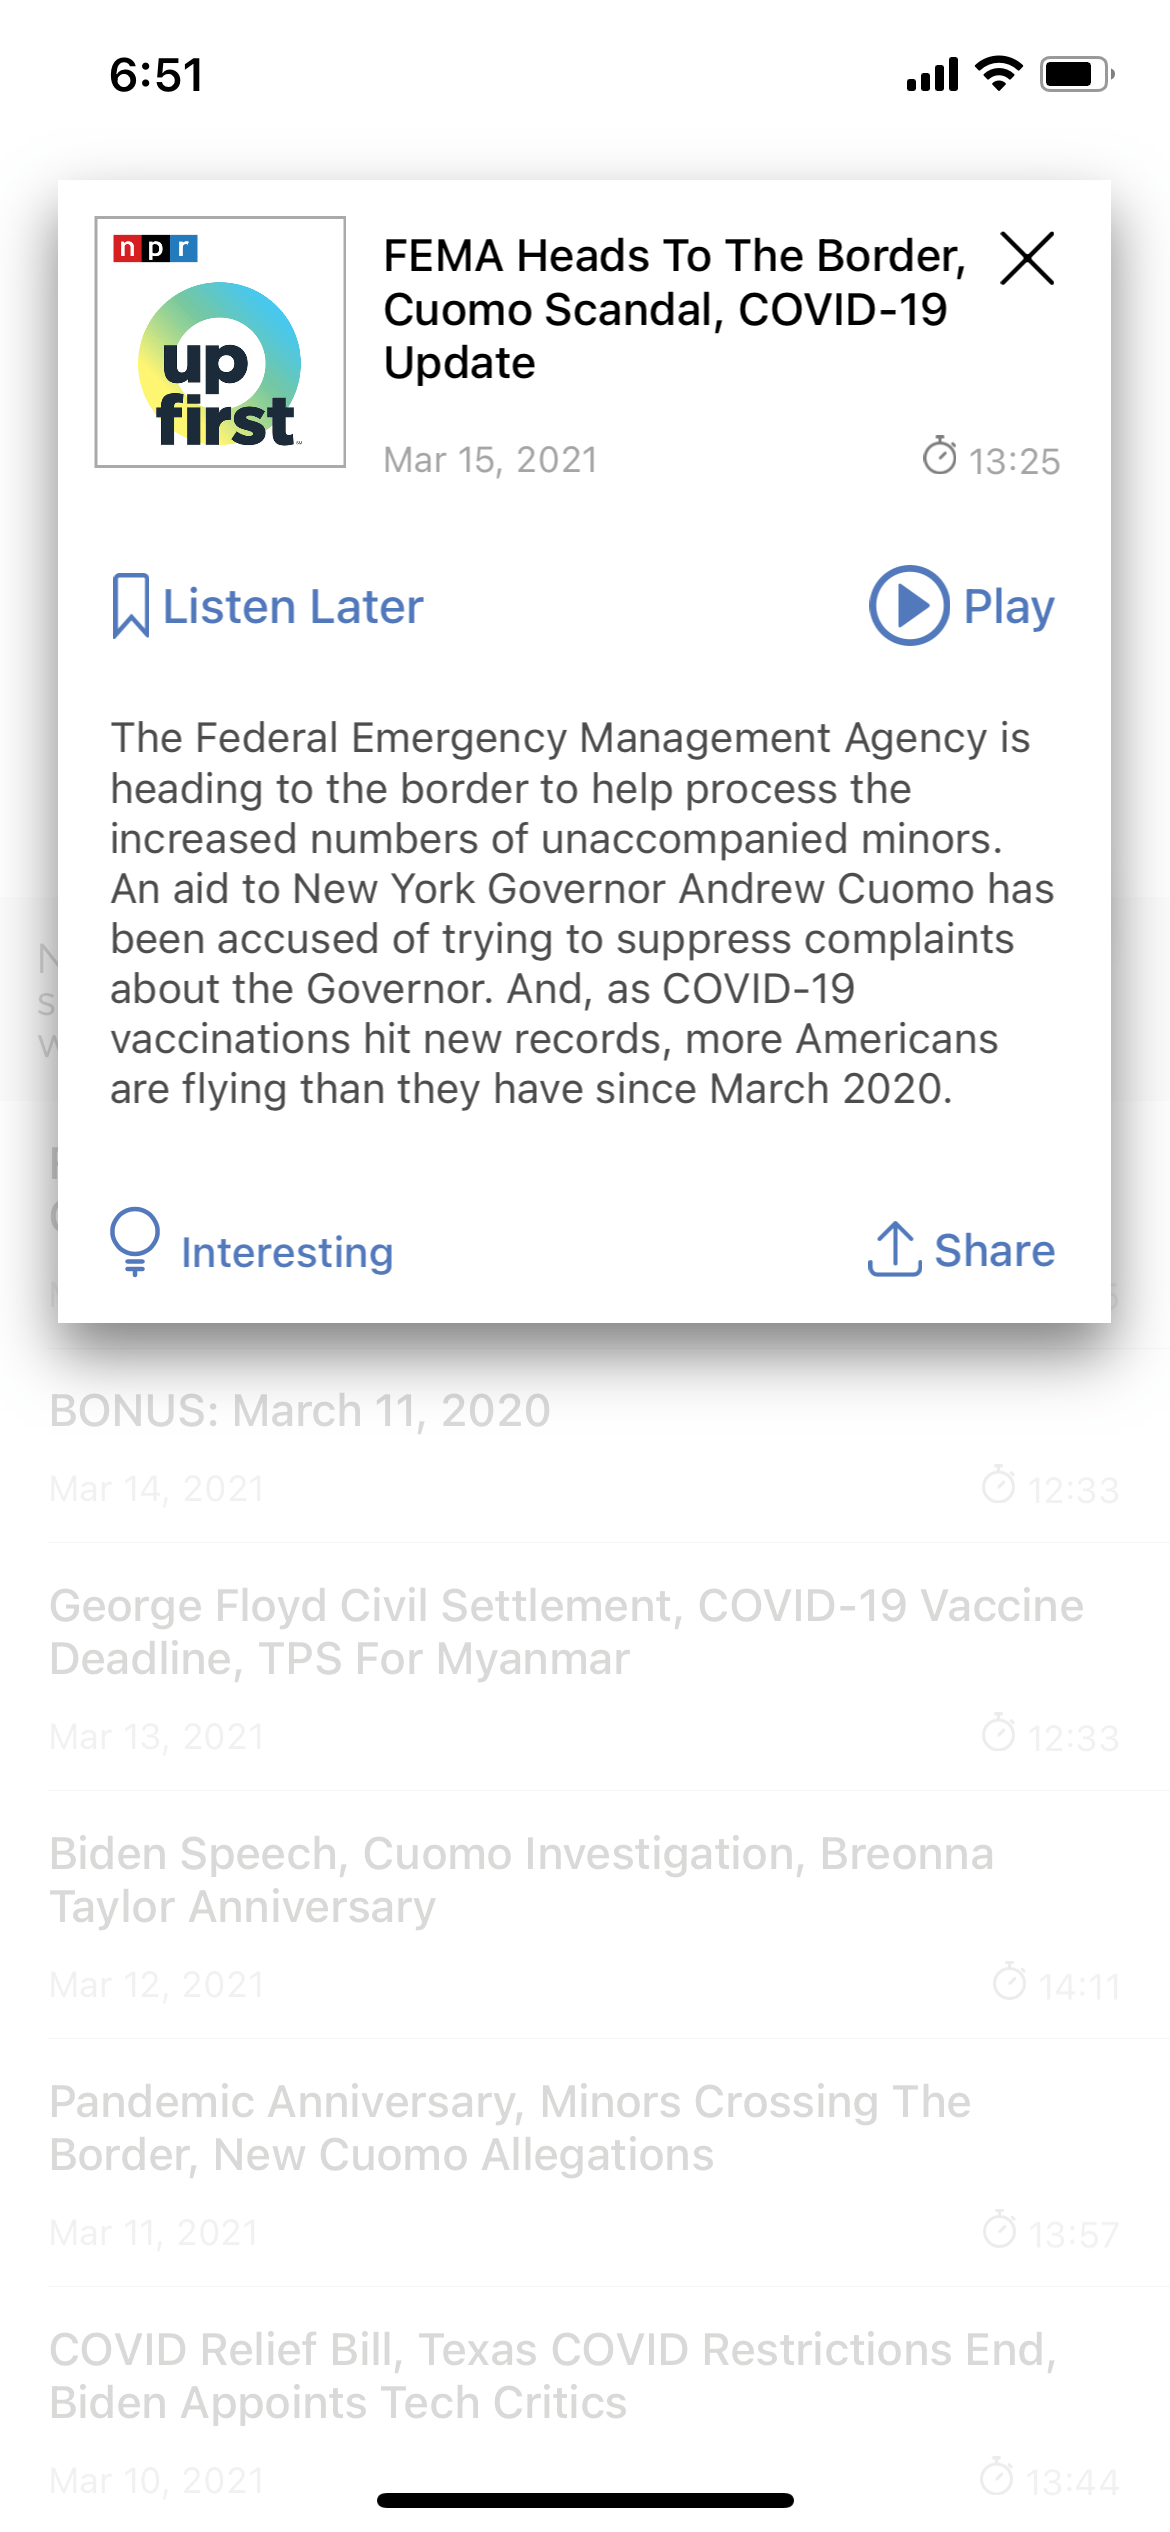 6:51
npr
up
first
FEMA Heads To The Border,
Cuomo Scandal, COVID-19
Update
Mar 15, 2021
13:25
Listen Later
Play
The Federal Emergency Management Agency is
heading to the border to help process the
increased numbers of unaccompanied minors.
An aid to New York Governor Andrew Cuomo has
been accused of trying to suppress complaints
about the Governor. And, as COVID-19
vaccinations hit new records, more Americans
are flying than they have since March 2020.
Interesting
Share
BONUS: March 11, 2020
Mar 14, 2021
12:33
George Floyd Civil Settlement, COVID-19 Vaccine
Deadline, TPS For Myanmar
Mar 13, 2021
12:33
Biden Speech, Cuomo Investigation, Breonna
Taylor Anniversary
Mar 12, 2021
14:11
Pandemic Anniversary, Minors Crossing The
Border, New Cuomo Allegations
Mar 11, 2021
13:57
COVID Relief Bill, Texas COVID Restrictions End,
Biden Appoints Tech Critics
Mar 10, 2021
13:44